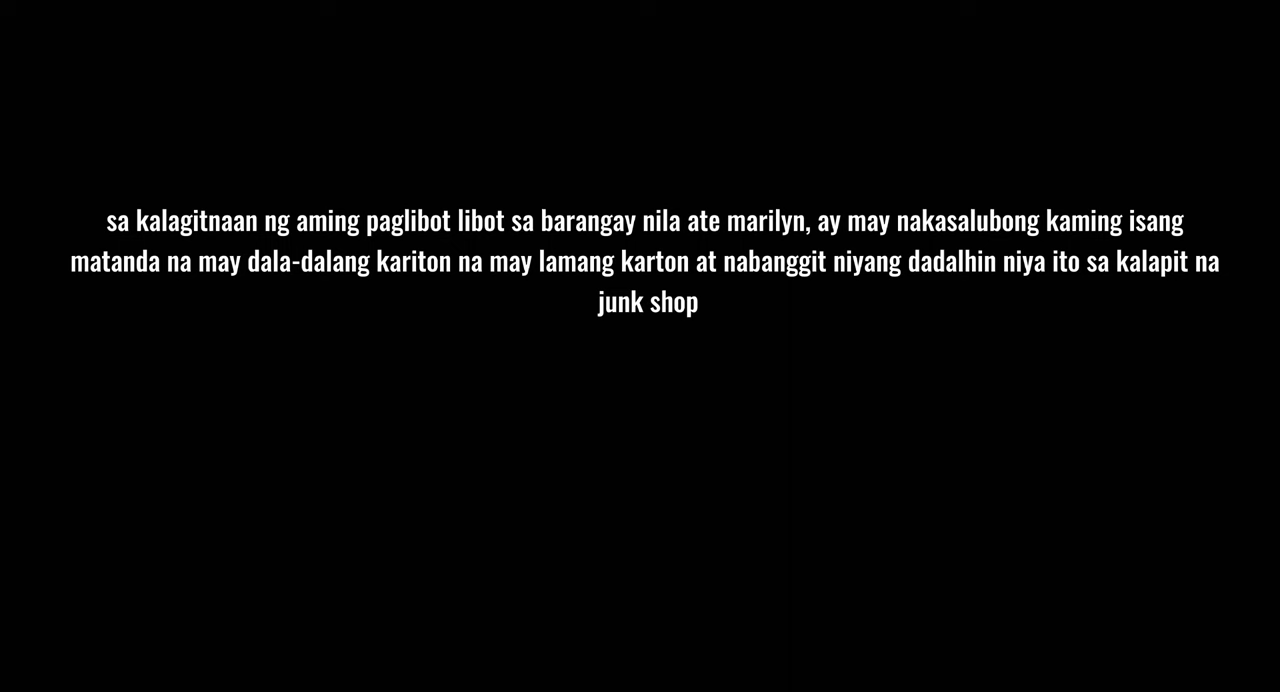 sa kalagitnaan ng aming paglibot libot sa barangay nila ate marilyn, ay may nakasalubong kaming isang
matanda na may dala-dalang kariton na may lamang karton at nabanggit niyang dadalhin niya ito sa kalapit na
junk shop